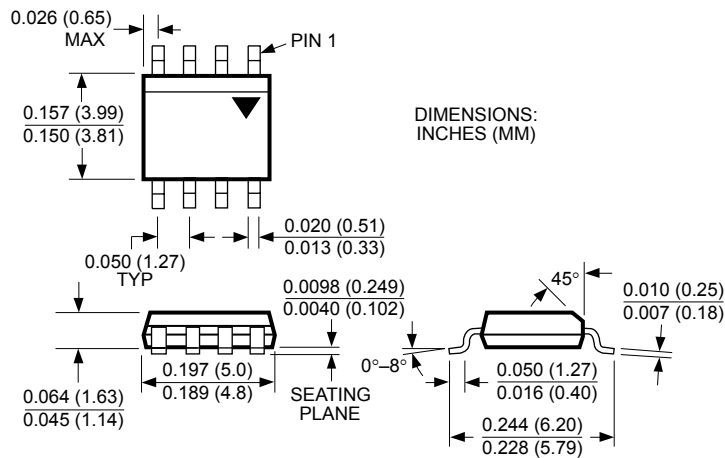 0.026 (0.65)
MAX
PIN 1
0.157 (3.99)
0.150 (3.81)
DIMENSIONS:
INCHES (MM)
0.020 (0.51)
0.013 (0.33)
0.050 (1.27)
TYP
0.0098 (0.249)
0.0040 (0.102)
45°
0.010 (0.25)
0.007 (0.18)
0°–8°
0.064 (1.63)
0.045 (1.14)
0.197 (5.0)
0.189 (4.8)
SEATING
PLANE
0.050 (1.27)
0.016 (0.40)
0.244 (6.20)
0.228 (5.79)